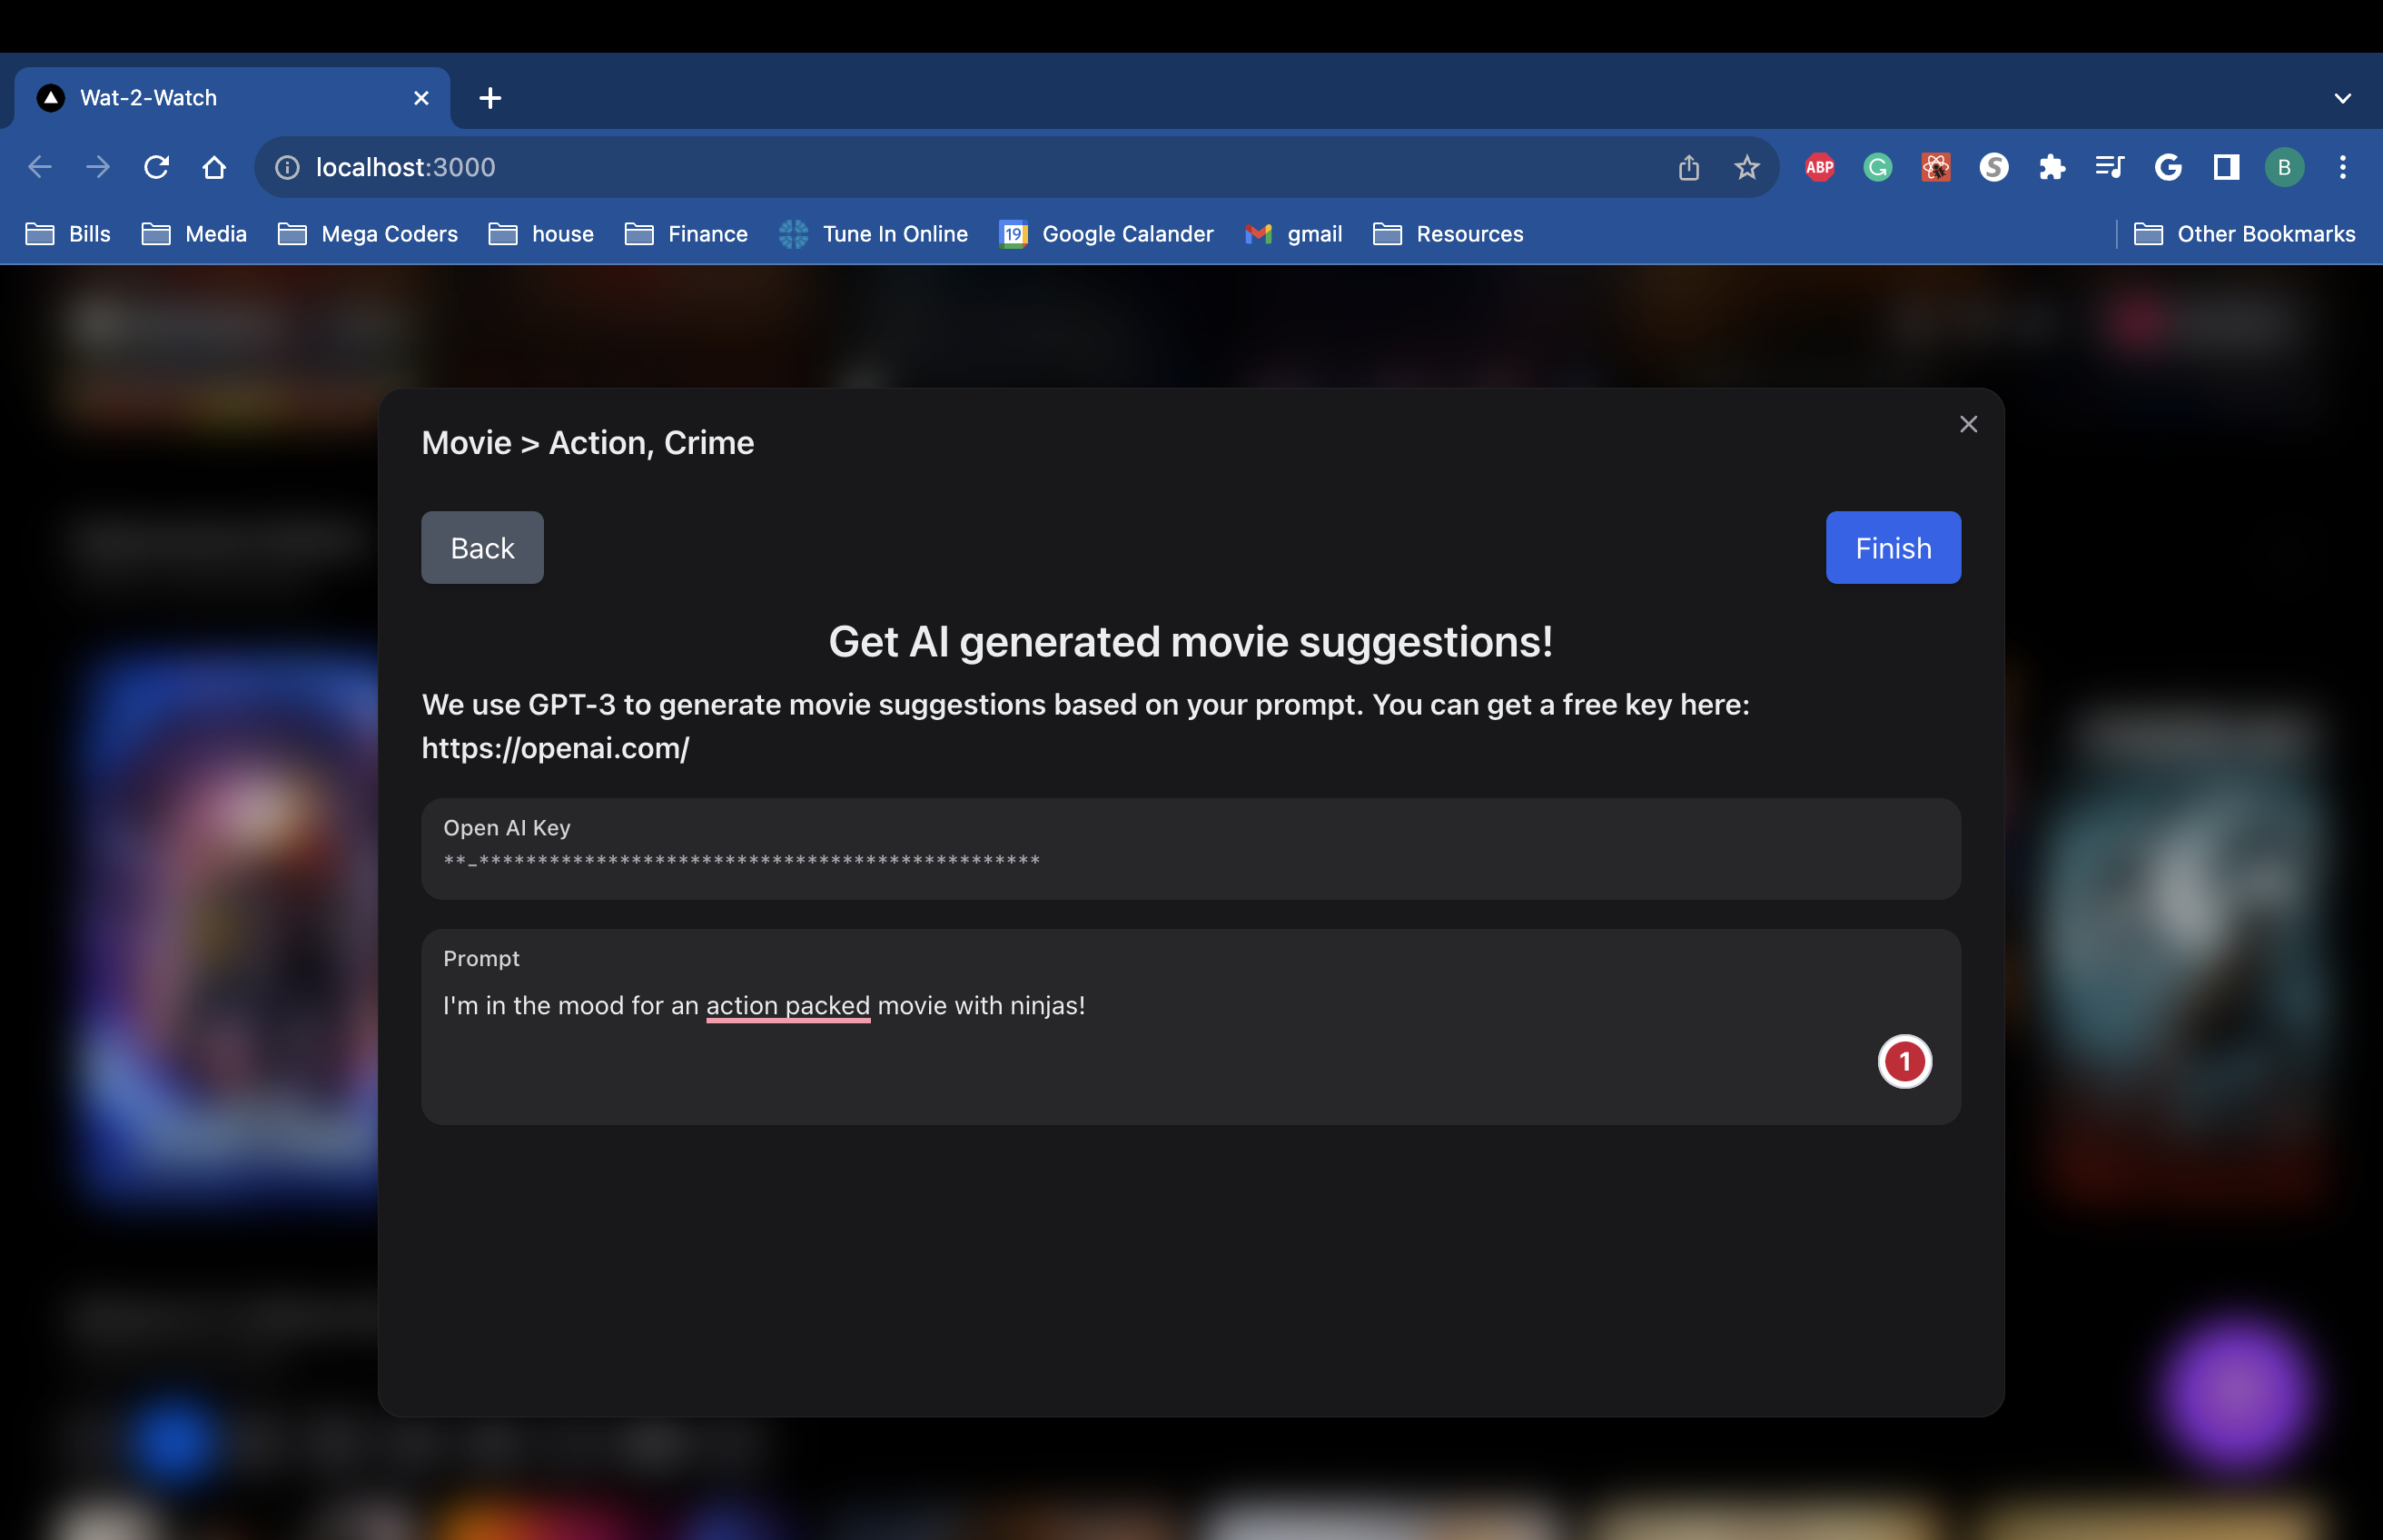 Wat-2-Watch
localhost:3000
ABP
G
S
G
B
Bills
Media
Mega Coders
house
Finance
Tune In Online
19
Google Calander
gmail
Resources
Other Bookmarks
Movie > Action, Crime
Back
Finish
Get AI generated movie suggestions!
We use GPT-3 to generate movie suggestions based on your prompt. You can get a free key here:
https://openai.com/
Open AI Key
**-************************************************
Prompt
I'm in the mood for an action packed movie with ninjas!
1